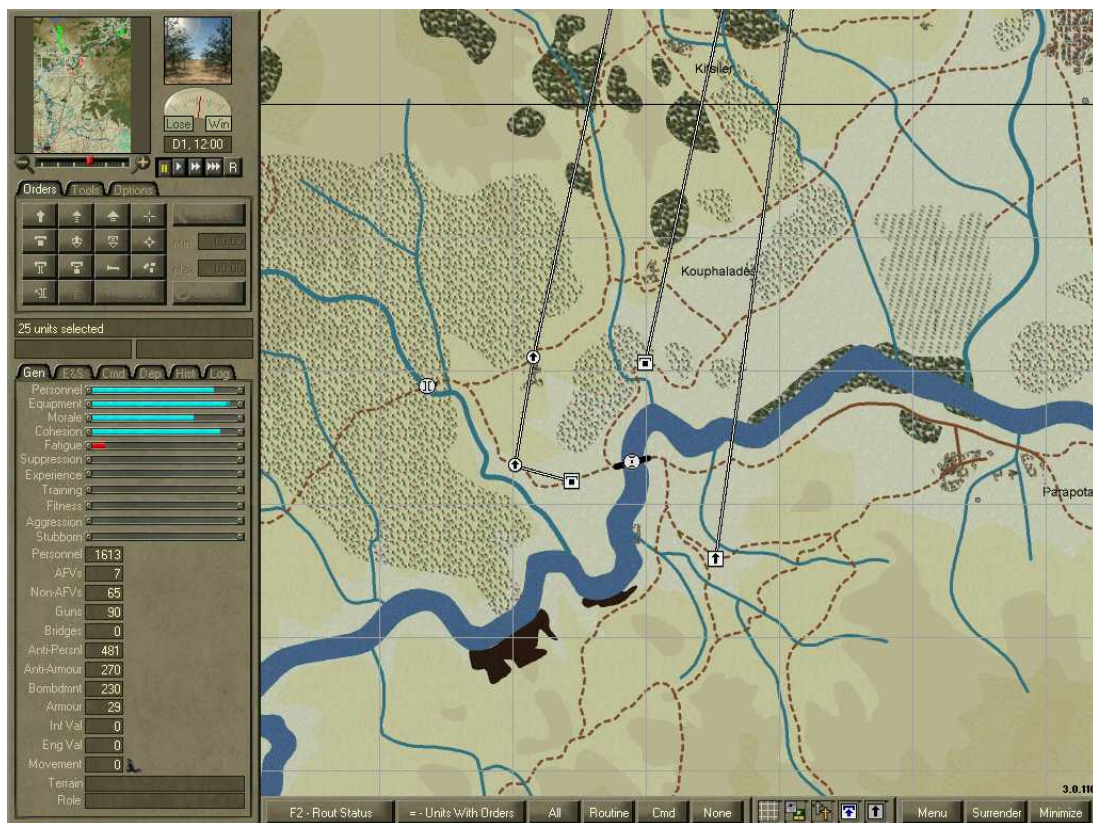 Lose Win
D1, 12:00
R
Orders Tools Options
Min
Max
25 units selected
Gen E&S Cmd Dep Hist Log
Personnel
Equipment
Morale
Cohesion
Fatigue
Suppression
Experience
Training
Fitness
Aggression
Stubborn
Personnel 1613
AFVs 7
Non-AFVs 65
Guns 90
Bridges 0
Anti-Persnl 481
Anti-Armour 270
Bombdmnt 230
Armour 29
Inf Val 0
Eng Val 0
Movement 0
Terrain
Role
Kouphalades
Parapota
3.0.110
F2 - Rout Status = - Units With Orders All Routine Cmd None Menu Surrender Minimize